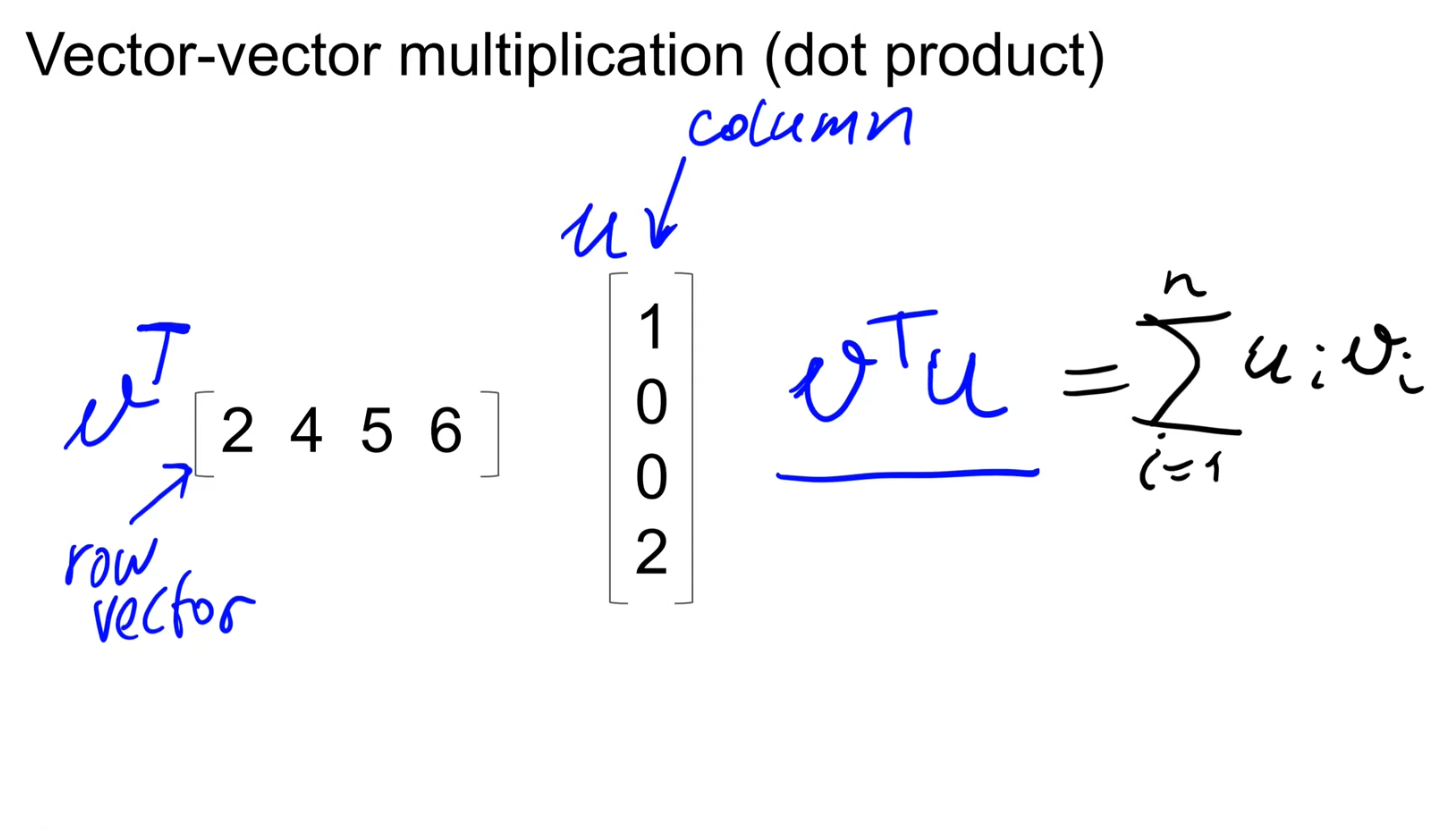 Vector-vector multiplication (dot product)
column
u
v^T
[2 4 5 6]
row
vector
1
0
0
2
v^T u = \sum_{i=1}^{n} u_i v_i